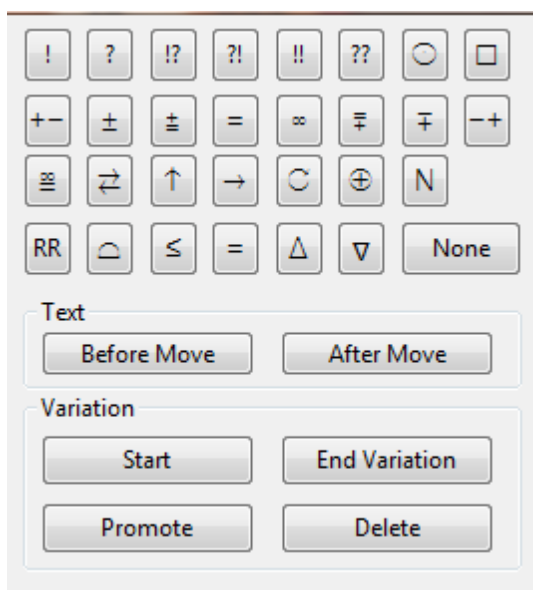 ! ? !? ?! !! ?? ⨀ □
+− ± ⩲ = ∞ ⩱ ∓ −+
⯹ ⇄ ↑ → C ⊕ N
RR ⌓ ≤ = Δ ∇ None
Text
Before Move After Move
Variation
Start End Variation
Promote Delete